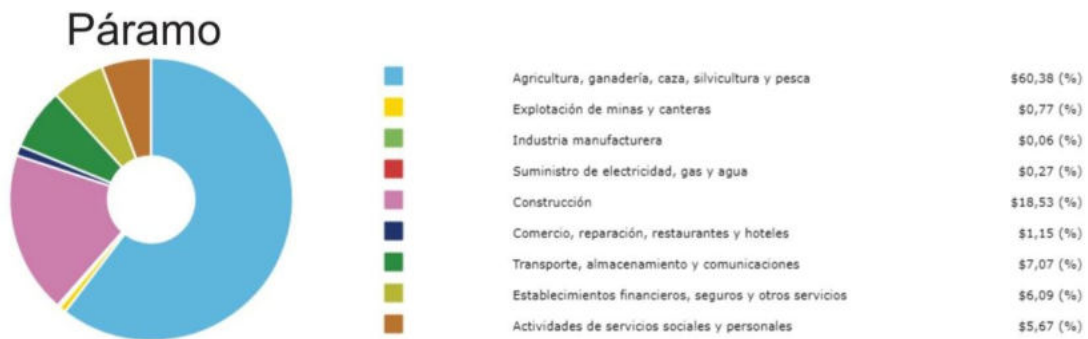 Páramo
Agricultura, ganadería, caza, silvicultura y pesca $60,38 (%)
Explotación de minas y canteras $0,77 (%)
Industria manufacturera $0,06 (%)
Suministro de electricidad, gas y agua $0,27 (%)
Construcción $18,53 (%)
Comercio, reparación, restaurantes y hoteles $1,15 (%)
Transporte, almacenamiento y comunicaciones $7,07 (%)
Establecimientos financieros, seguros y otros servicios $6,09 (%)
Actividades de servicios sociales y personales $5,67 (%)